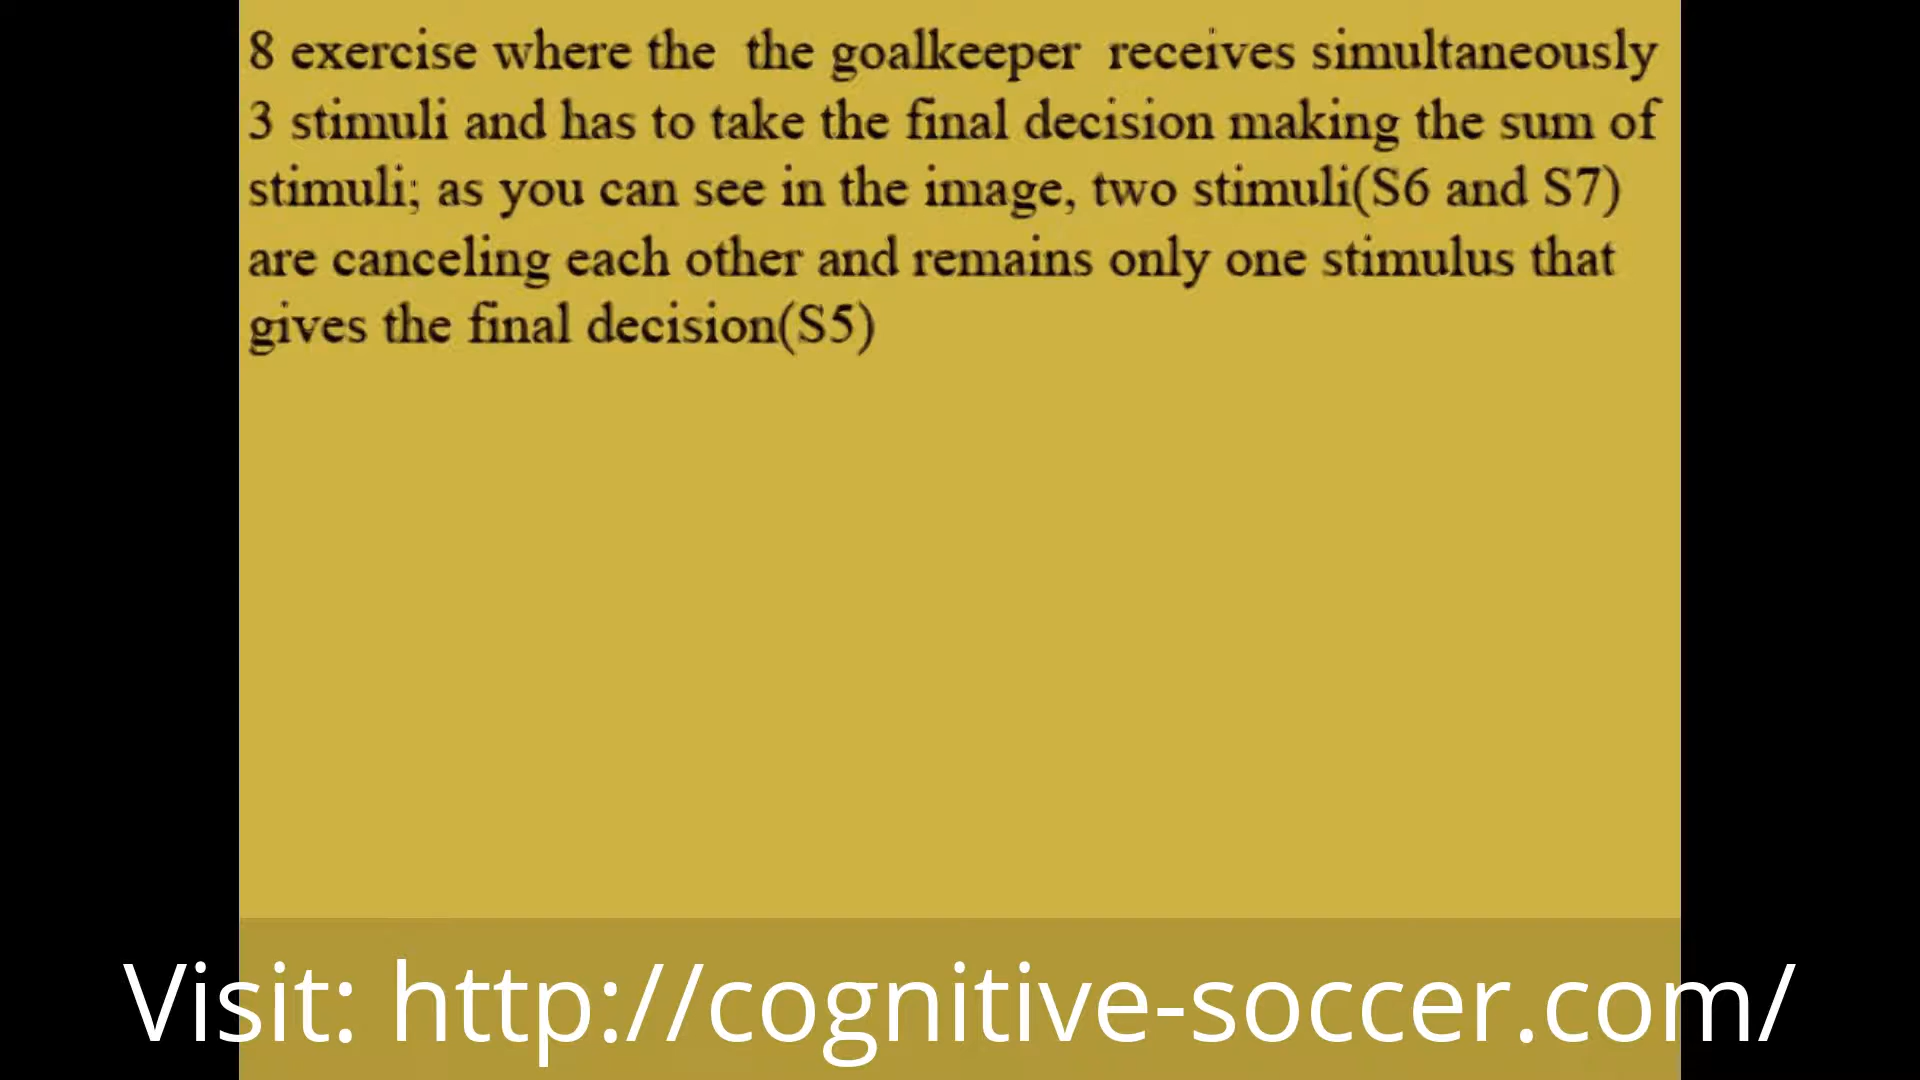 8 exercise where the  the goalkeeper  receives simultaneously
3 stimuli and has to take the final decision making the sum of
stimuli; as you can see in the image, two stimuli(S6 and S7)
are canceling each other and remains only one stimulus that
gives the final decision(S5)
Visit: http://cognitive-soccer.com/